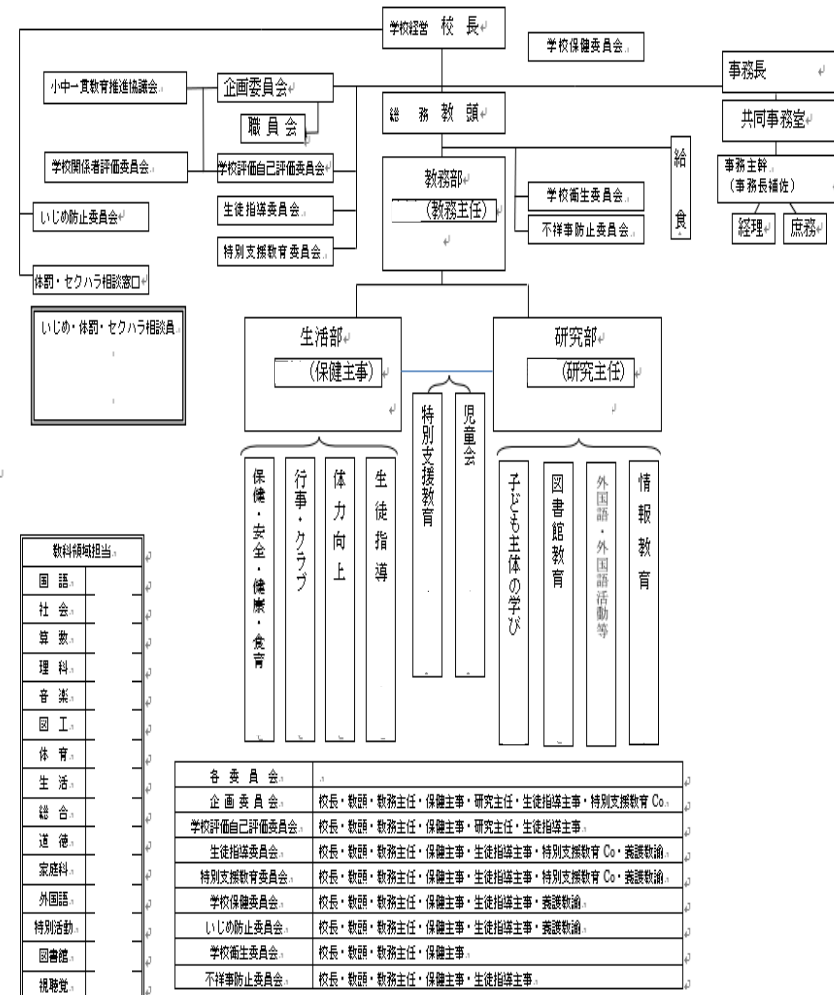 学校経営 校 長
学校保健委員会
事務長
小中一貫教育推進協議会
企画委員会
総 務 教 頭
共同事務室
職 員 会
学校関係者評価委員会
学校評価自己評価委員会
教務部
(教務主任)
給 食
事務主幹
(事務長補佐)
いじめ防止委員会
生徒指導委員会
学校衛生委員会
経理
庶務
特別支援教育委員会
不祥事防止委員会
体罰・セクハラ相談窓口
いじめ・体罰・セクハラ相談員
生活部
(保健主事)
研究部
(研究主任)
特別支援教育
児童会
保健・安全・健康・食育
行事・クラブ
体力向上
生徒指導
子ども主体の学び
図書館教育
外国語・外国語活動等
情報教育
教科領域担当
国 語
社 会
算 数
理 科
音 楽
図 工
体 育
生 活
総 合
道 徳
家庭科
外国語
特別活動
図書館
視聴覚
各 委 員 会
企 画 委 員 会 校長・教頭・教務主任・保健主事・研究主任・生徒指導主事・特別支援教育 Co
学校評価自己評価委員会 校長・教頭・教務主任・保健主事・研究主任・生徒指導主事
生徒指導委員会 校長・教頭・教務主任・保健主事・生徒指導主事・特別支援教育 Co・養護教諭
特別支援教育委員会 校長・教頭・教務主任・保健主事・生徒指導主事・特別支援教育 Co・養護教諭
学校保健委員会 校長・教頭・教務主任・保健主事・生徒指導主事・養護教諭
いじめ防止委員会 校長・教頭・教務主任・保健主事・生徒指導主事・養護教諭
学校衛生委員会 校長・教頭・教務主任・保健主事
不祥事防止委員会 校長・教頭・教務主任・保健主事・生徒指導主事